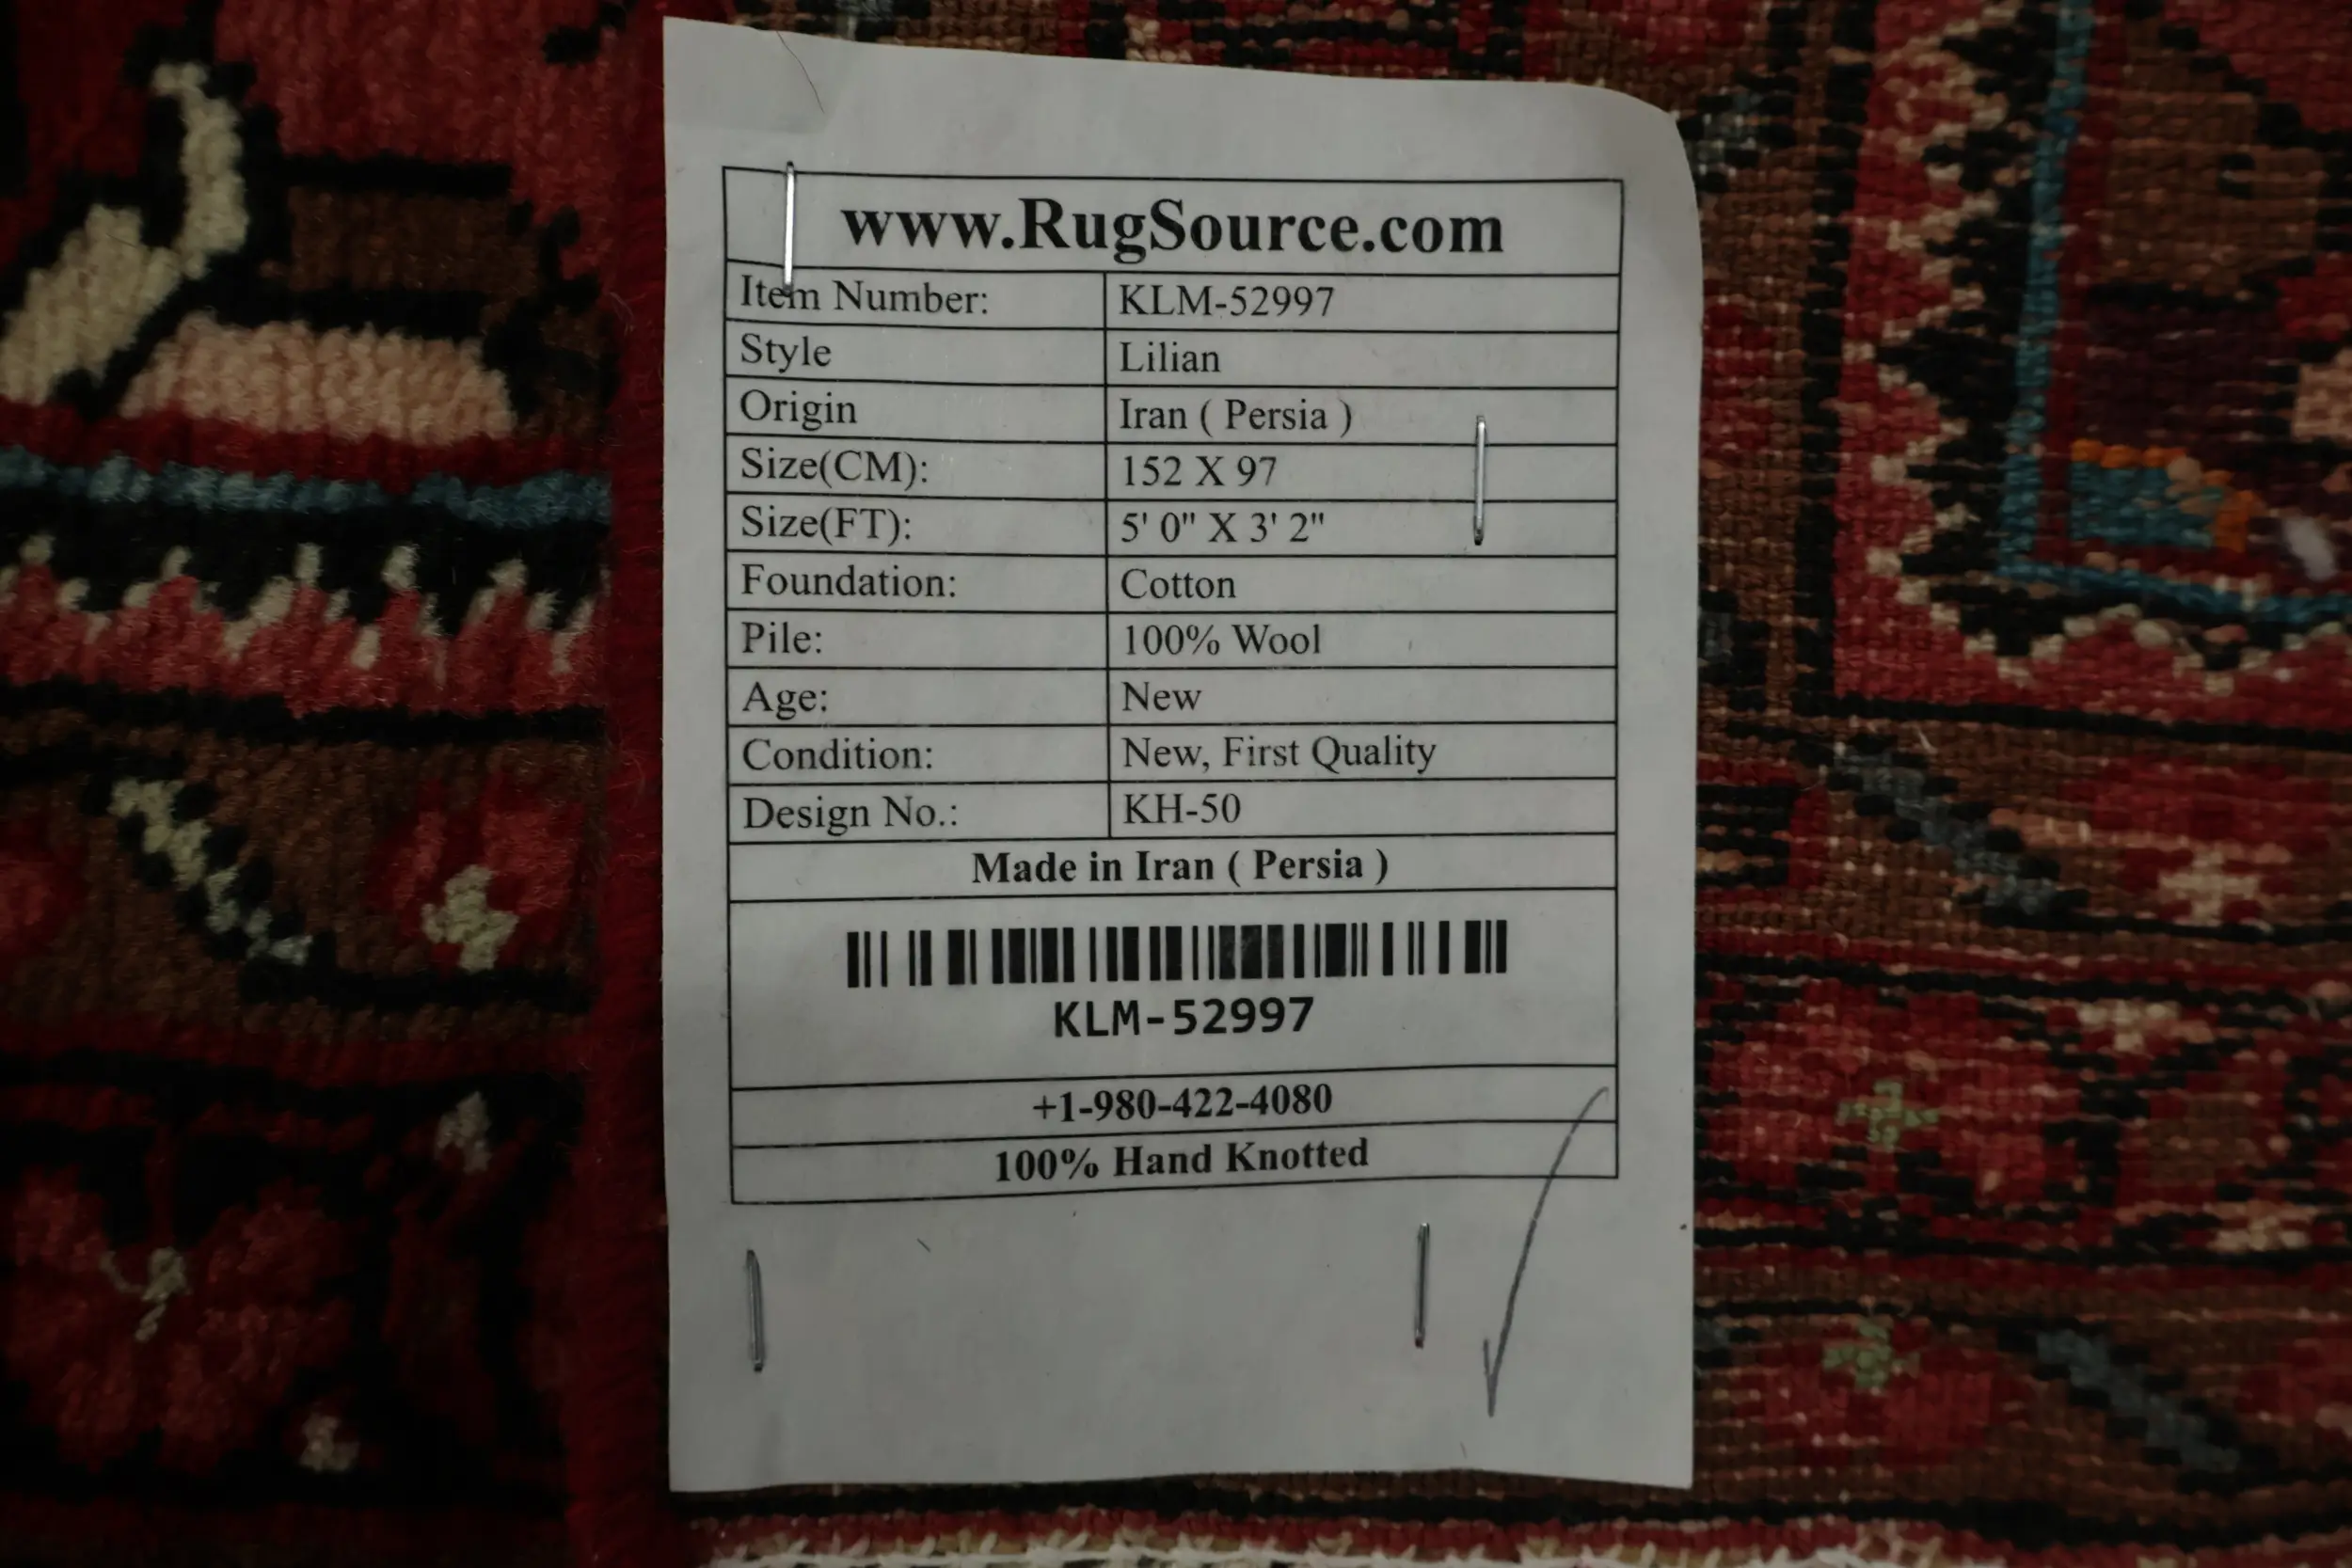 www.RugSource.com
Item Number: KLM-52997
Style Lilian
Origin Iran ( Persia )
Size(CM): 152 X 97
Size(FT): 5' 0" X 3' 2"
Foundation: Cotton
Pile: 100% Wool
Age: New
Condition: New, First Quality
Design No.: KH-50
Made in Iran ( Persia )
KLM-52997
+1-980-422-4080
100% Hand Knotted